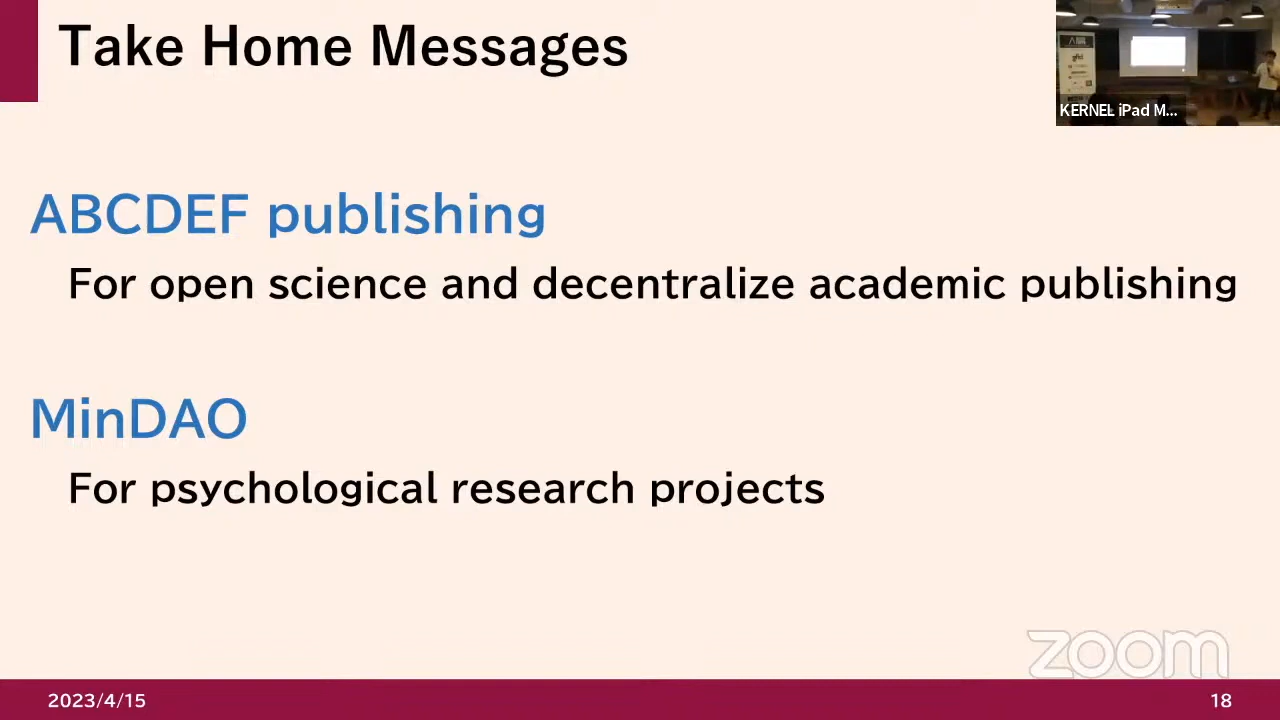 Take Home Messages
KERNEL iPad M...
ABCDEF publishing
For open science and decentralize academic publishing
MinDAO
For psychological research projects
zoom
2023/4/15
18